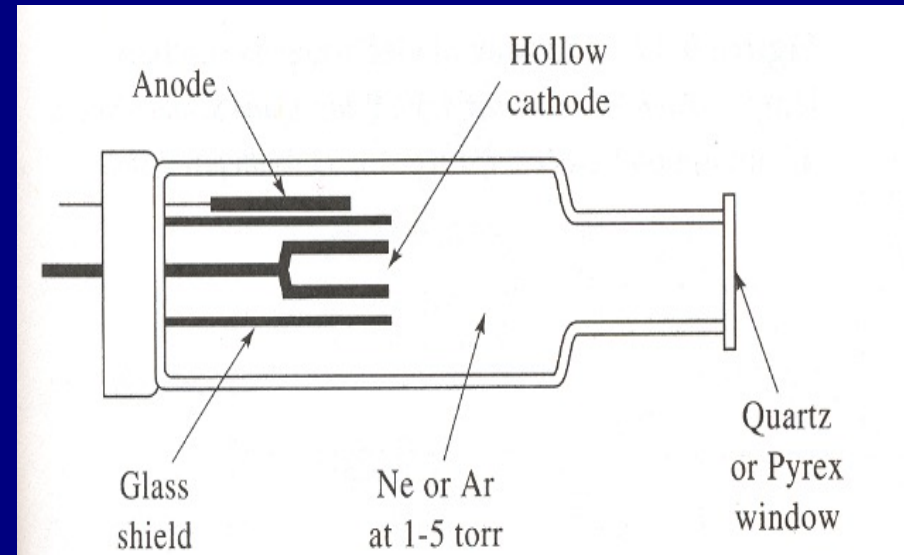 Anode
Hollow
cathode
Glass
shield
Ne or Ar
at 1-5 torr
Quartz
or Pyrex
window